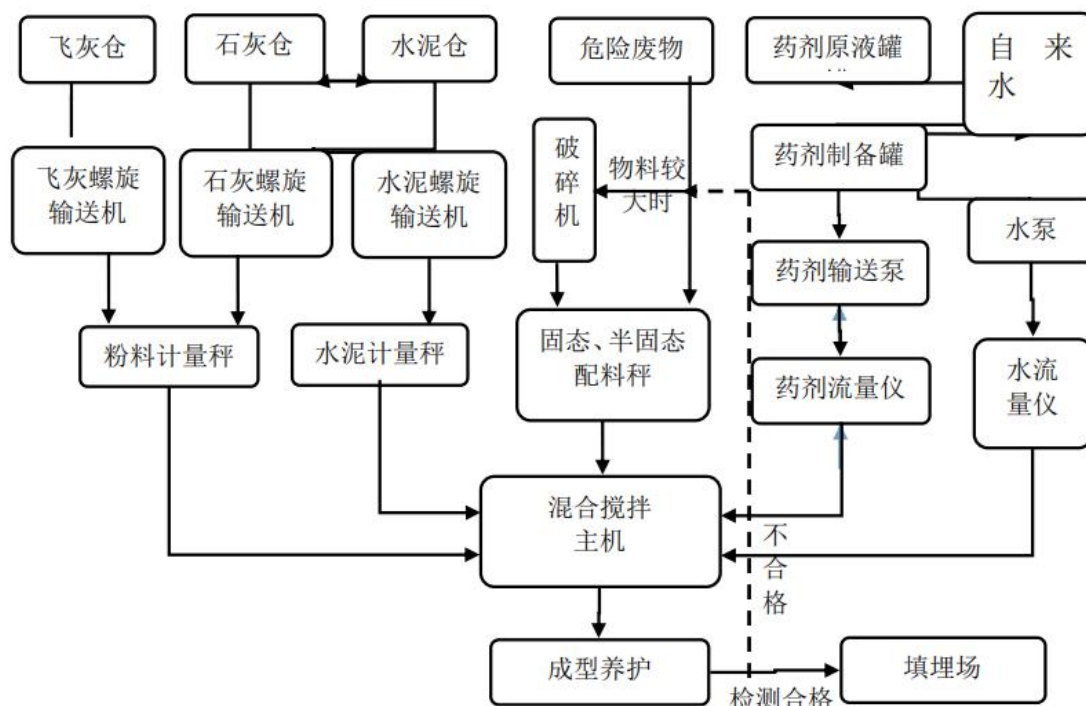 飞灰仓
石灰仓
水泥仓
危险废物
药剂原液罐
自 来
水
飞灰螺旋
输送机
石灰螺旋
输送机
水泥螺旋
输送机
破
碎
机
物料较
大时
药剂制备罐
水泵
药剂输送泵
粉料计量秤
水泥计量秤
固态、半固态
配料秤
药剂流量仪
水流
量仪
混合搅拌
主机
不
合
格
成型养护
检测合格
填埋场